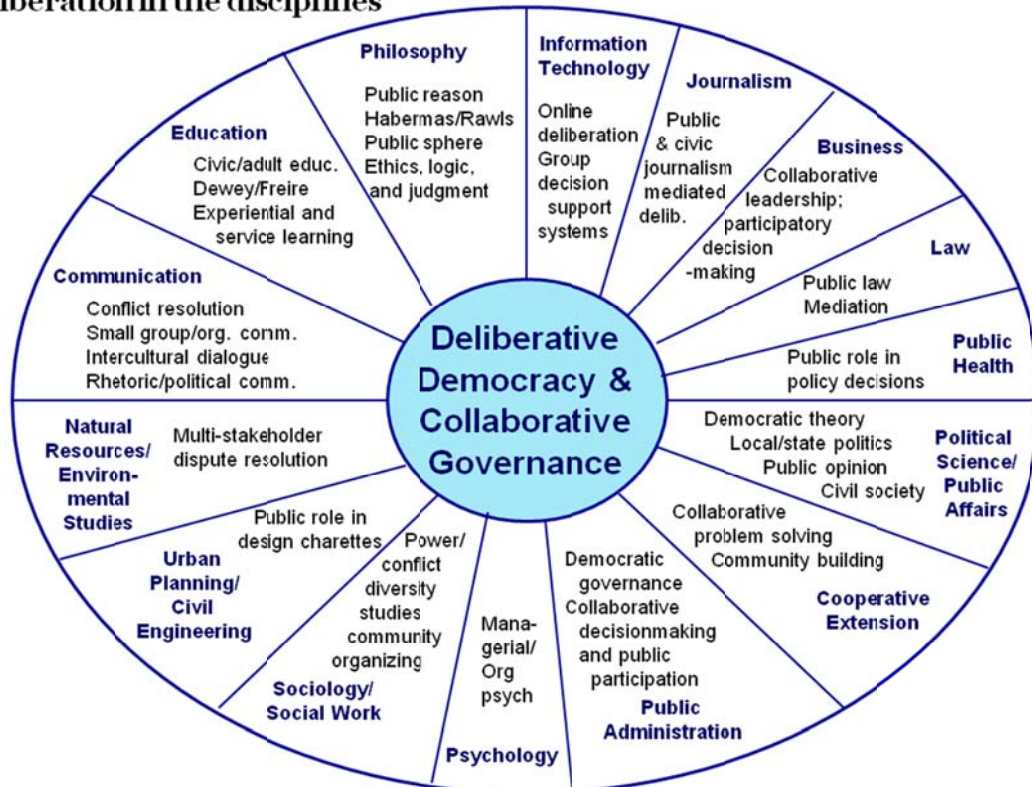 liberation in the disciplines
Philosophy
Public reason
Habermas/Rawls
Public sphere
Ethics, logic,
and judgment
Information
Technology
Online
deliberation
Group
decision
support
systems
Journalism
Public
& civic
journalism
mediated
delib.
Business
Collaborative
leadership;
participatory
decision
-making
Law
Public law
Mediation
Public
Health
Public role in
policy decisions
Political
Science/
Public
Affairs
Democratic theory
Local/state politics
Public opinion
Civil society
Cooperative
Extension
Collaborative
problem solving
Community building
Public
Administration
Democratic
governance
Collaborative
decisionmaking
and public
participation
Psychology
Mana-
gerial/
Org
psych
Sociology/
Social Work
Power/
conflict
diversity
studies
community
organizing
Urban
Planning/
Civil
Engineering
Public role in
design charettes
Natural
Resources/
Environ-
mental
Studies
Multi-stakeholder
dispute resolution
Communication
Conflict resolution
Small group/org. comm.
Intercultural dialogue
Rhetoric/political comm.
Education
Civic/adult educ.
Dewey/Freire
Experiential and
service learning
Deliberative
Democracy &
Collaborative
Governance